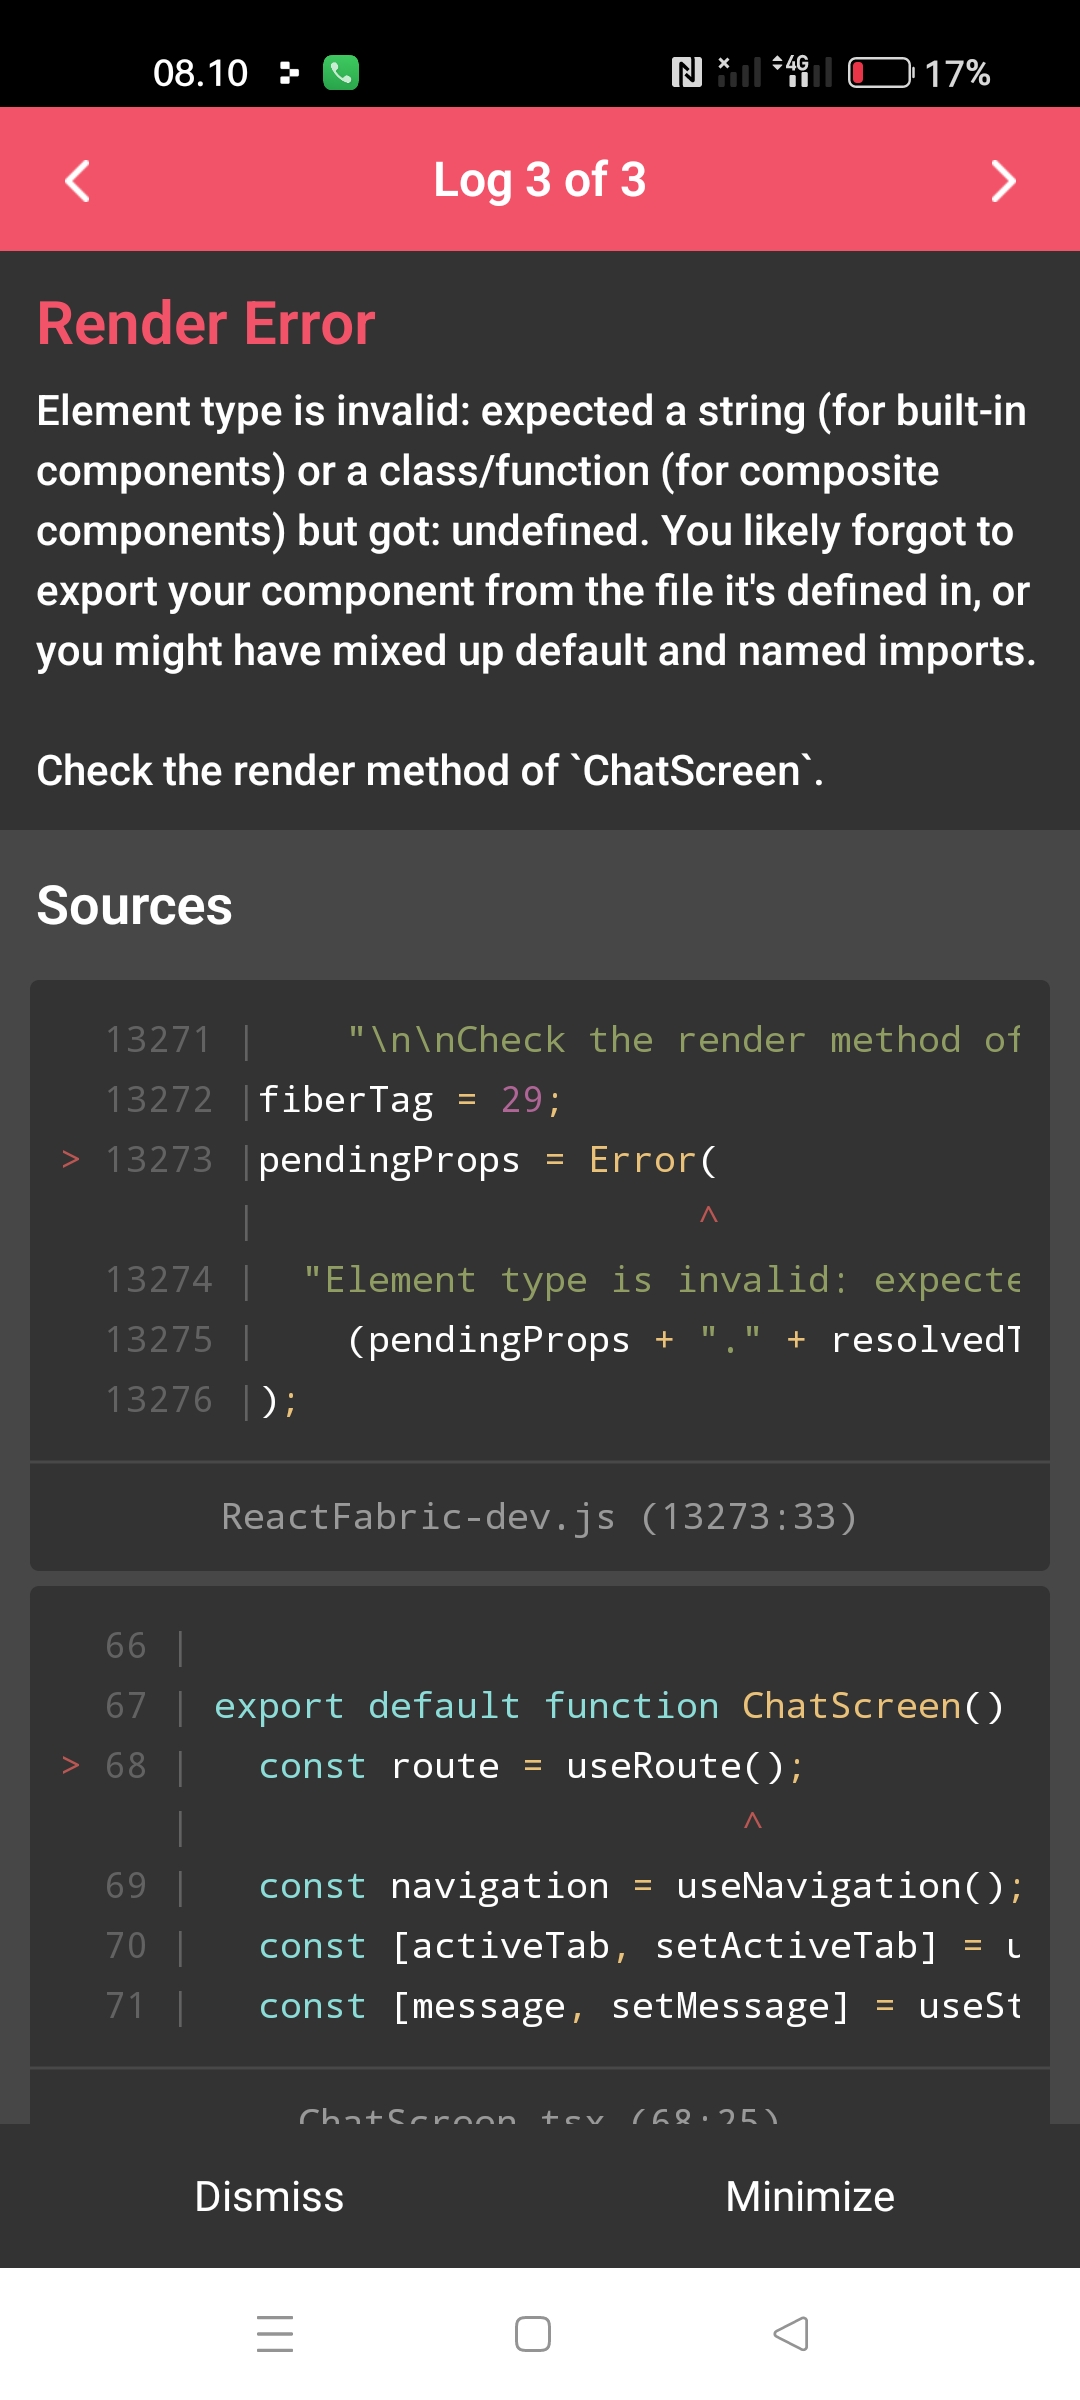 08.10
4G
17%
Log 3 of 3
Render Error
Element type is invalid: expected a string (for built-in
components) or a class/function (for composite
components) but got: undefined. You likely forgot to
export your component from the file it's defined in, or
you might have mixed up default and named imports.
Check the render method of `ChatScreen`.
Sources
13271 |    "\n\nCheck the render method of
13272 |fiberTag = 29;
> 13273 |pendingProps = Error(
|                    ^
13274 |  "Element type is invalid: expecte
13275 |    (pendingProps + "." + resolvedT
13276 |);
ReactFabric-dev.js (13273:33)
66 |
67 | export default function ChatScreen()
> 68 |   const route = useRoute();
|                         ^
69 |   const navigation = useNavigation();
70 |   const [activeTab, setActiveTab] = u
71 |   const [message, setMessage] = useSt
ChatScreen.tsx (68:25)
Dismiss
Minimize